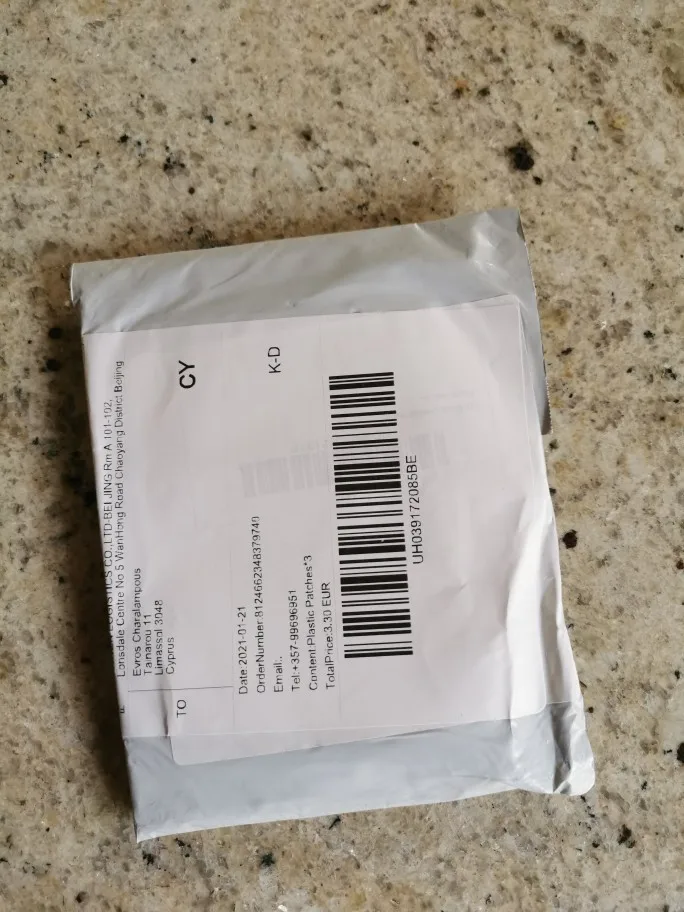 LOGISTICS CO.,LTD-BEIJING Rm A 101-102,
Lonsdale Centre No 5 WanHong Road Chaoyang District Beijing
TO
Evros Charalampous
Tamarou 11
Limassol 3048
Cyprus
CY
Date:2021-01-21
OrderNumber:8124662348379740
Email:.
Tel:+357-99696951
Content:Plastic Patches*3
TotalPrice:3.30 EUR
K-D
UH039172085BE